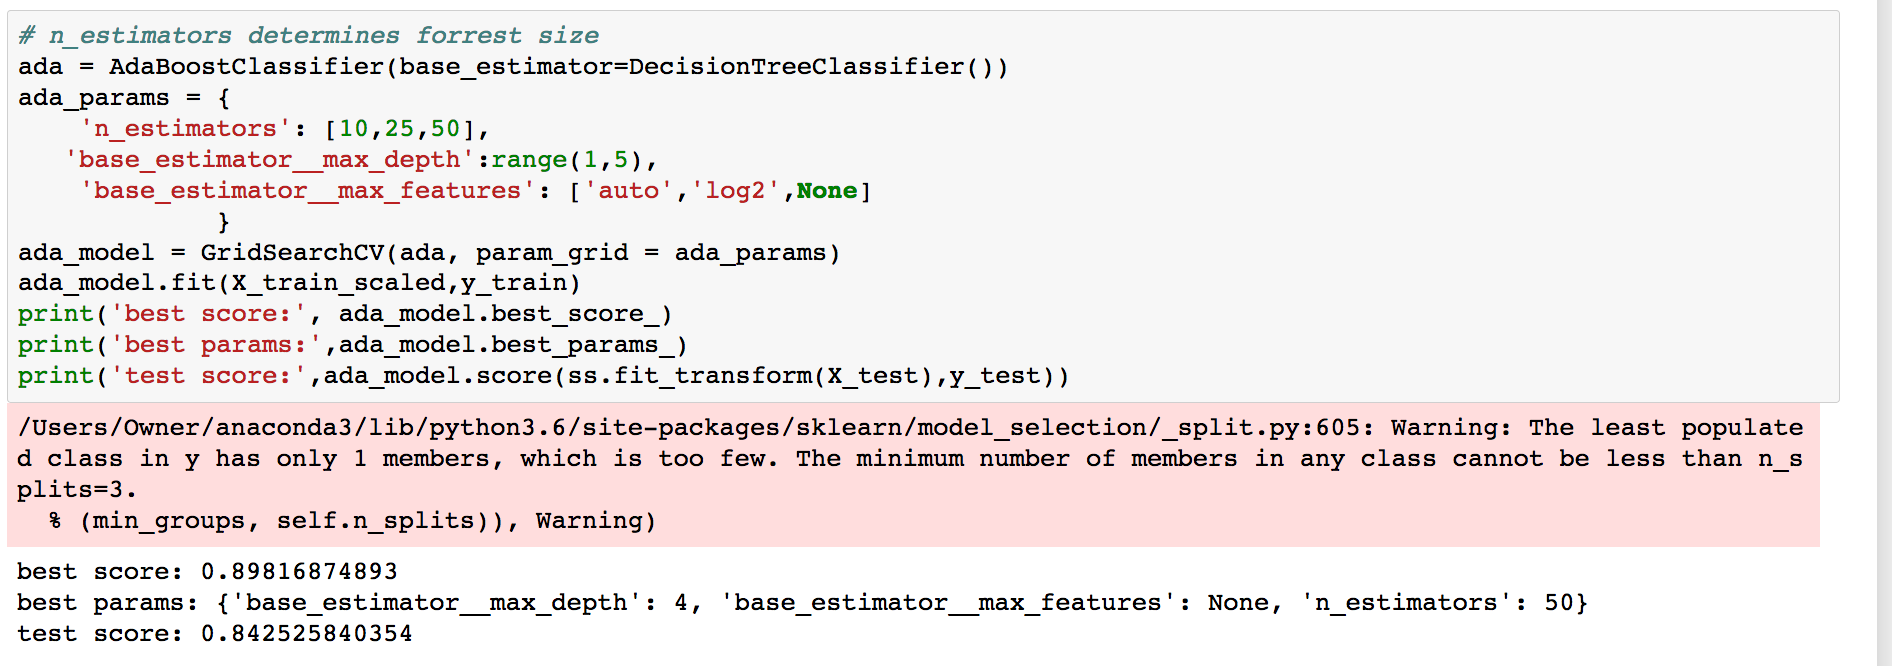 # n_estimators determines forrest size
ada = AdaBoostClassifier(base_estimator=DecisionTreeClassifier())
ada_params = {
    'n_estimators': [10,25,50],
   'base_estimator__max_depth':range(1,5),
    'base_estimator__max_features': ['auto','log2',None]
             }
ada_model = GridSearchCV(ada, param_grid = ada_params)
ada_model.fit(X_train_scaled,y_train)
print('best score:', ada_model.best_score_)
print('best params:',ada_model.best_params_)
print('test score:',ada_model.score(ss.fit_transform(X_test),y_test))
/Users/Owner/anaconda3/lib/python3.6/site-packages/sklearn/model_selection/_split.py:605: Warning: The least populate
d class in y has only 1 members, which is too few. The minimum number of members in any class cannot be less than n_s
plits=3.
  % (min_groups, self.n_splits)), Warning)
best score: 0.89816874893
best params: {'base_estimator__max_depth': 4, 'base_estimator__max_features': None, 'n_estimators': 50}
test score: 0.842525840354